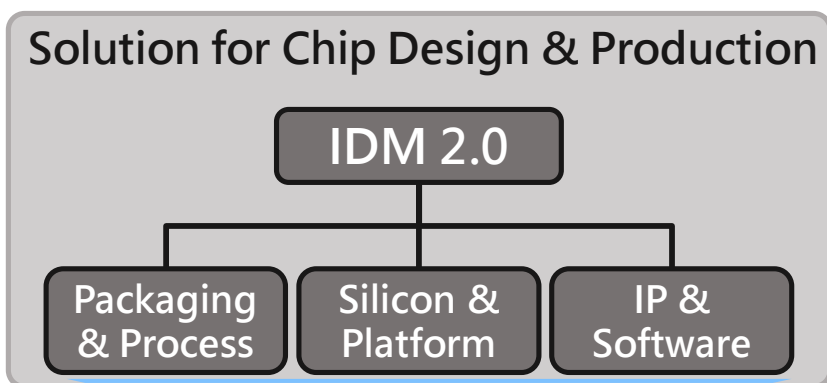 Solution for Chip Design & Production
IDM 2.0
Packaging
& Process
Silicon &
Platform
IP &
Software